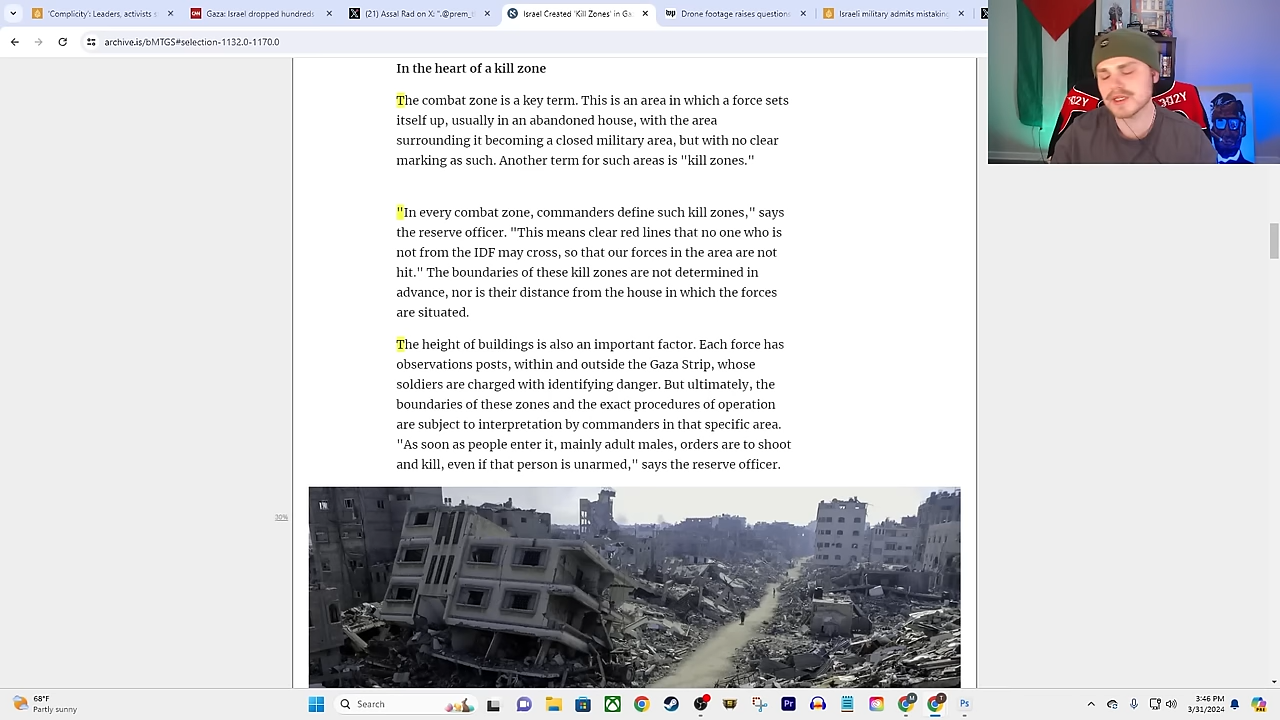 'Complicity's Leaders, activists s
Gaza: Israel dropped hundreds
(21) Assal Rad on X: ".@
Israel Created 'Kill Zones' in Ga
Drone footage raises questions
Israeli military admits mistaking
archive.is/bMTGS#selection-1132.0-1170.0
In the heart of a kill zone
The combat zone is a key term. This is an area in which a force sets
itself up, usually in an abandoned house, with the area
surrounding it becoming a closed military area, but with no clear
marking as such. Another term for such areas is "kill zones."
"In every combat zone, commanders define such kill zones," says
the reserve officer. "This means clear red lines that no one who is
not from the IDF may cross, so that our forces in the area are not
hit." The boundaries of these kill zones are not determined in
advance, nor is their distance from the house in which the forces
are situated.
The height of buildings is also an important factor. Each force has
observations posts, within and outside the Gaza Strip, whose
soldiers are charged with identifying danger. But ultimately, the
boundaries of these zones and the exact procedures of operation
are subject to interpretation by commanders in that specific area.
"As soon as people enter it, mainly adult males, orders are to shoot
and kill, even if that person is unarmed," says the reserve officer.
30%
68°F
Partly sunny
Search
3:46 PM
3/31/2024